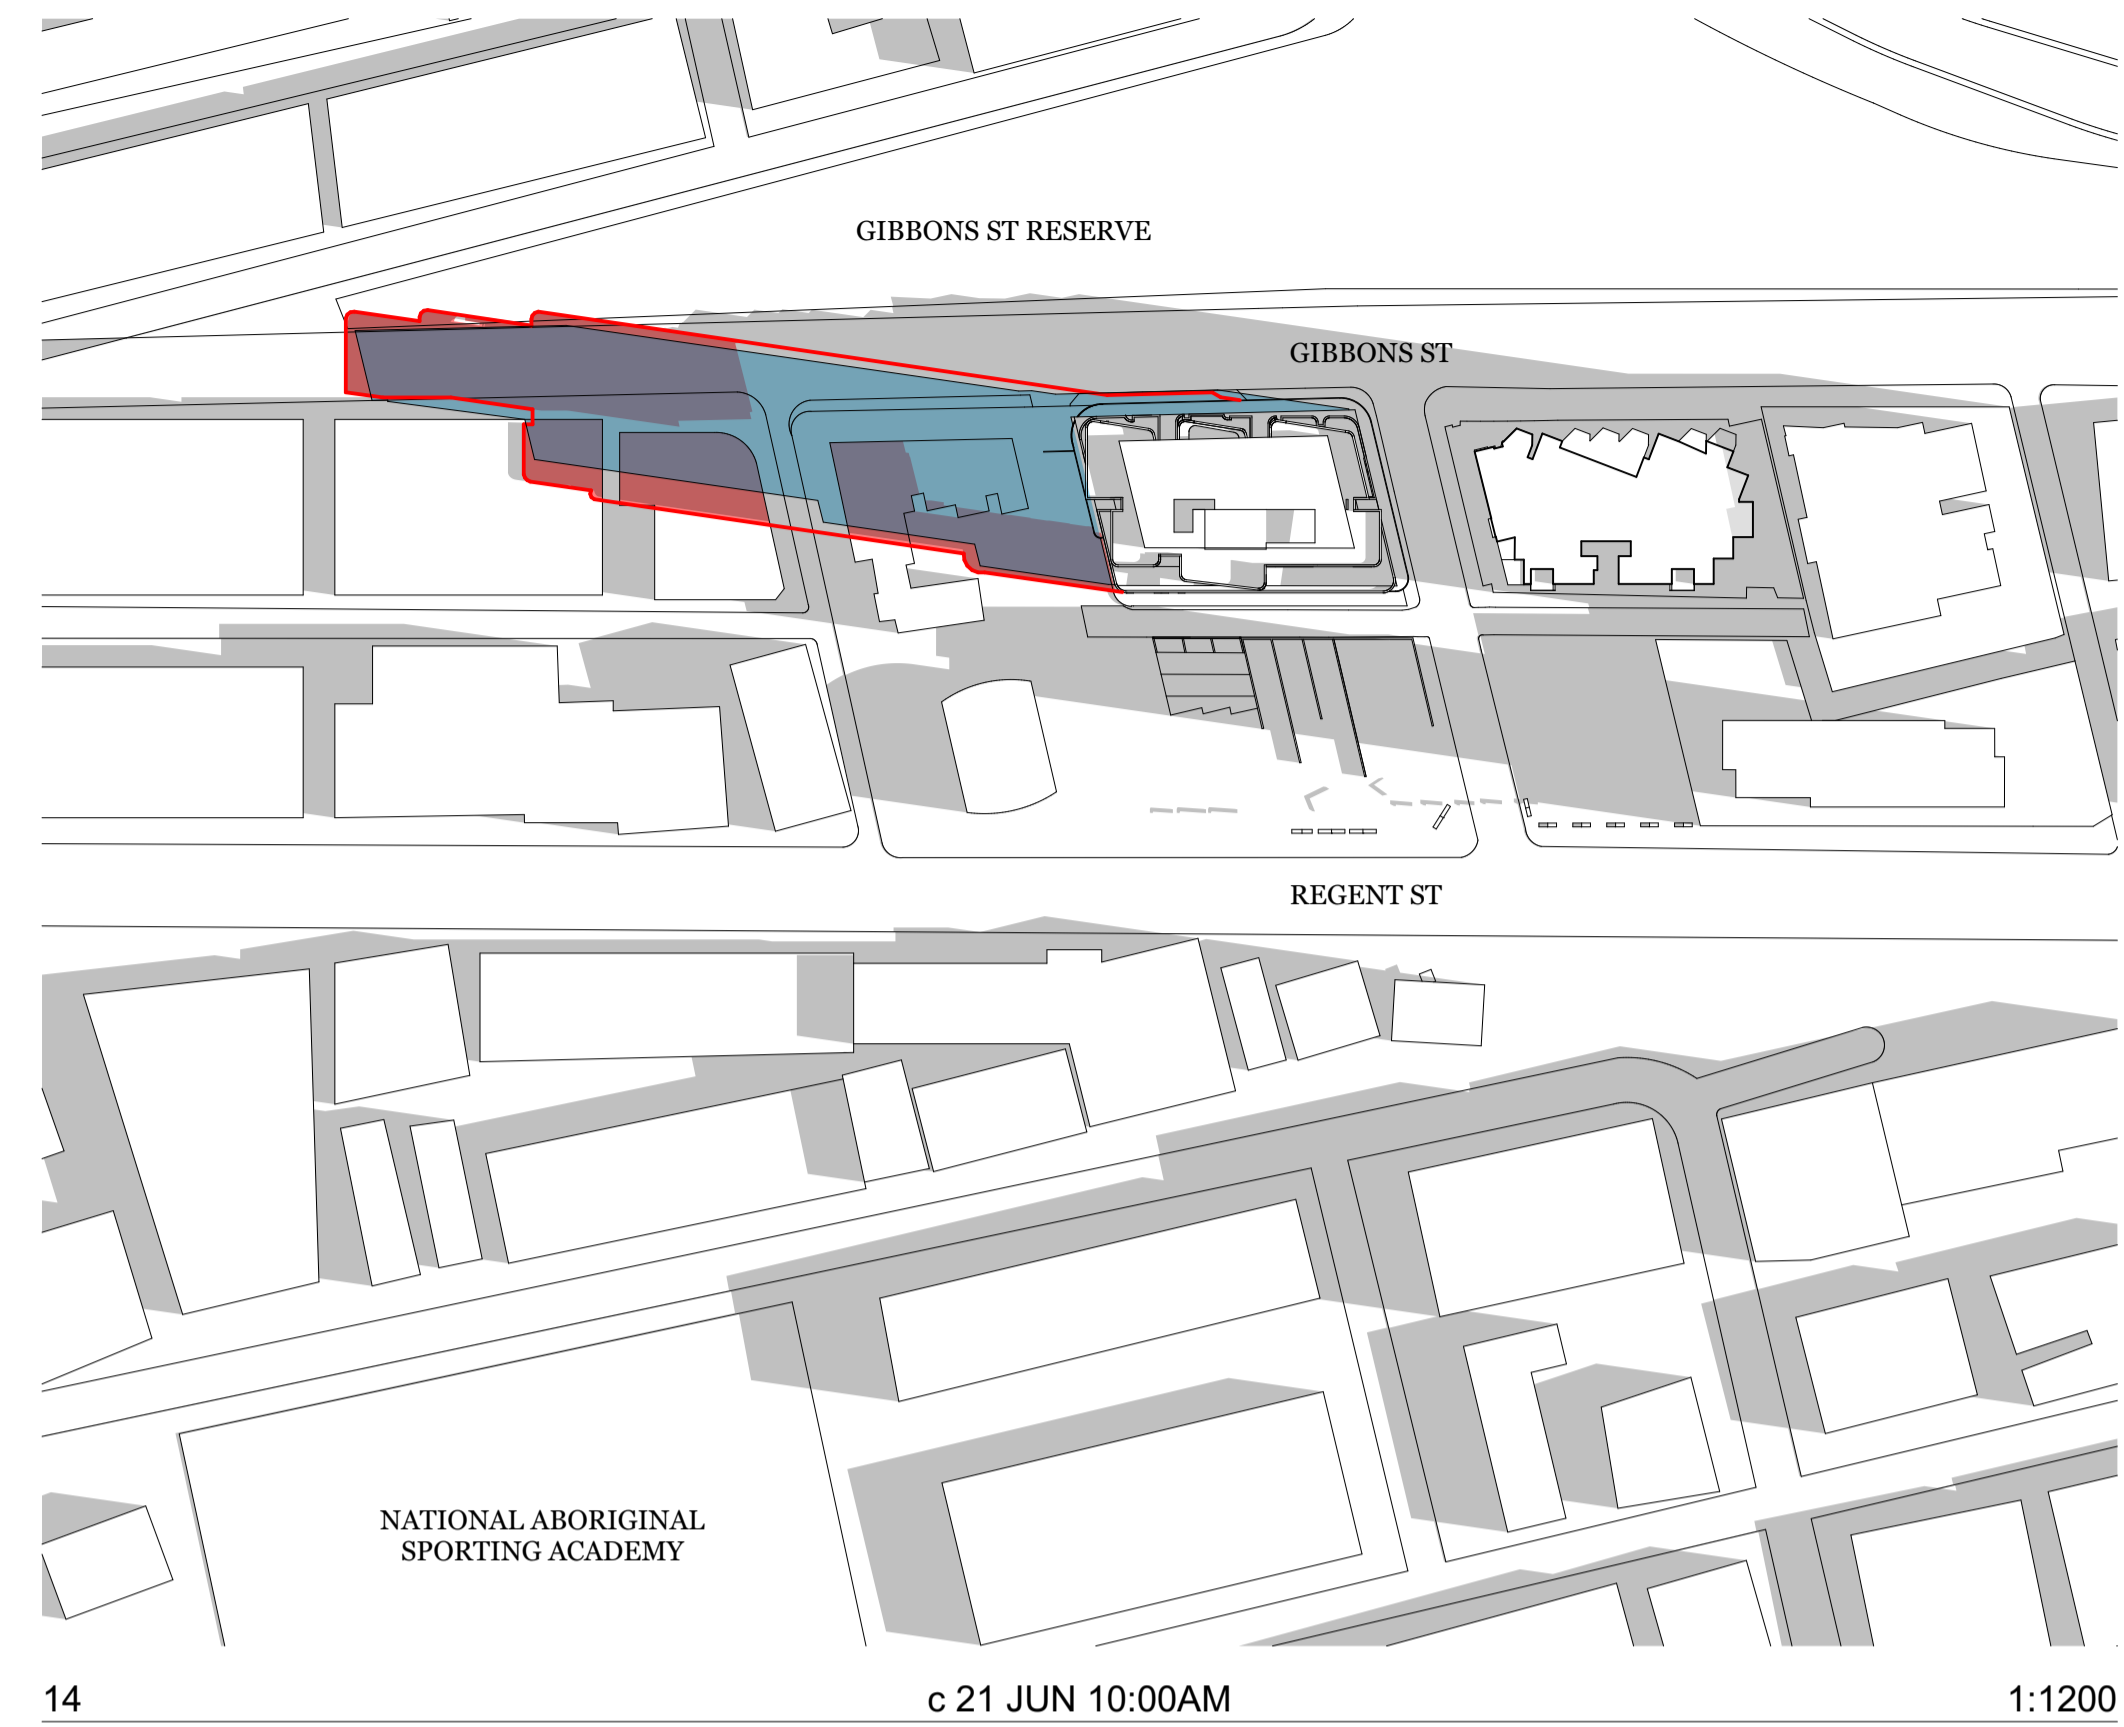 GIBBONS ST RESERVE
GIBBONS ST
REGENT ST
NATIONAL ABORIGINAL
SPORTING ACADEMY
14 c 21 JUN 10:00AM 1:1200